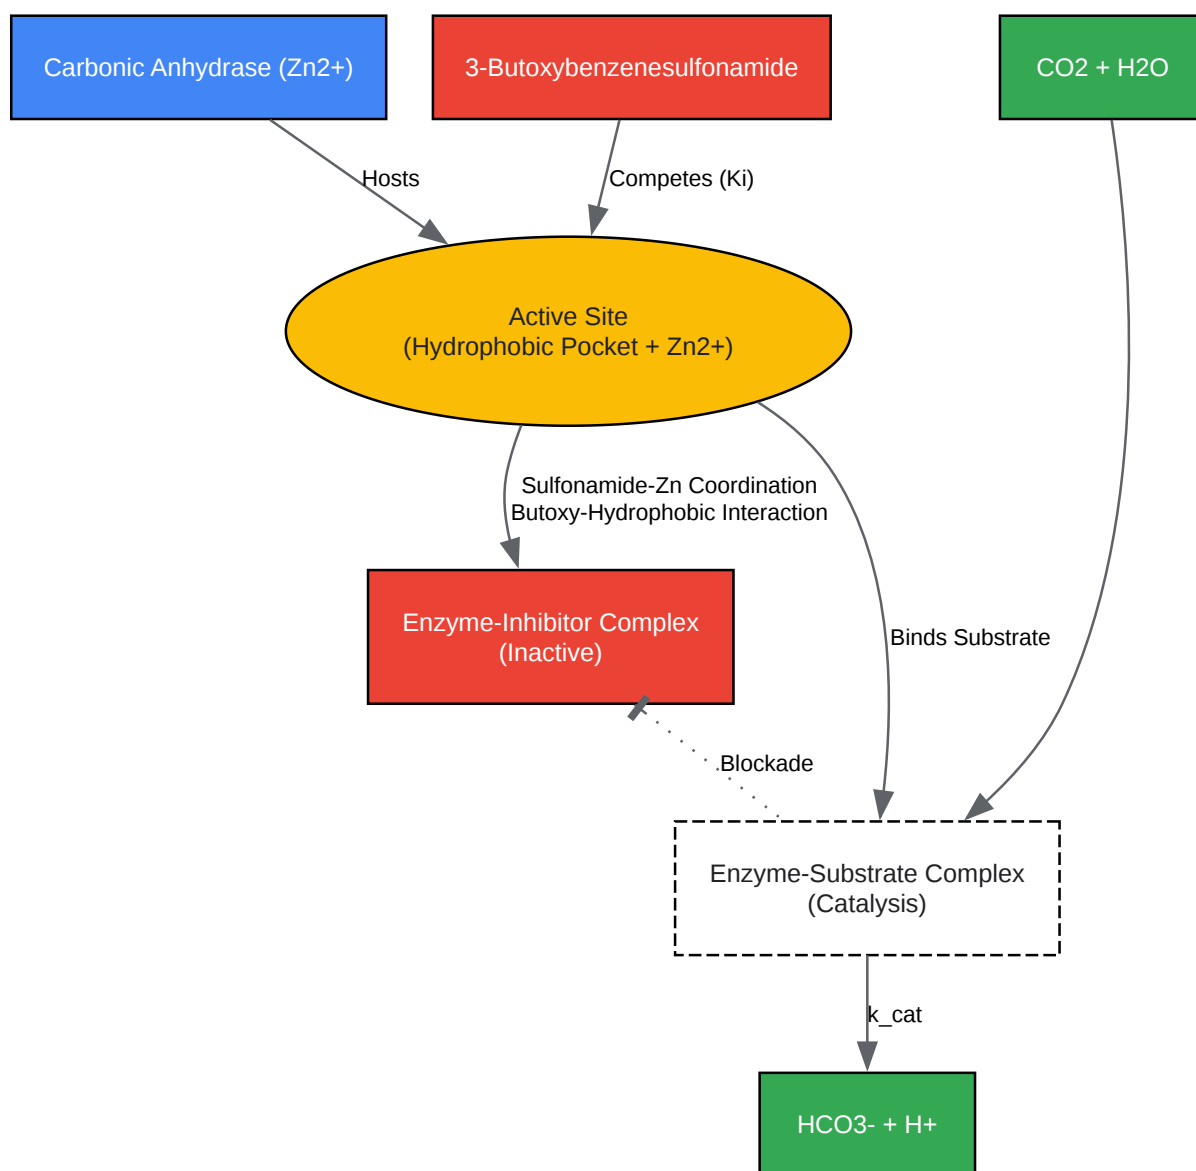 Carbonic Anhydrase (Zn2+)
3-Butoxybenzenesulfonamide
CO2 + H2O
Hosts
Competes (Ki)
Active Site
(Hydrophobic Pocket + Zn2+)
Sulfonamide-Zn Coordination
Butoxy-Hydrophobic Interaction
Enzyme-Inhibitor Complex
(Inactive)
Binds Substrate
Blockade
Enzyme-Substrate Complex
(Catalysis)
k_cat
HCO3- + H+